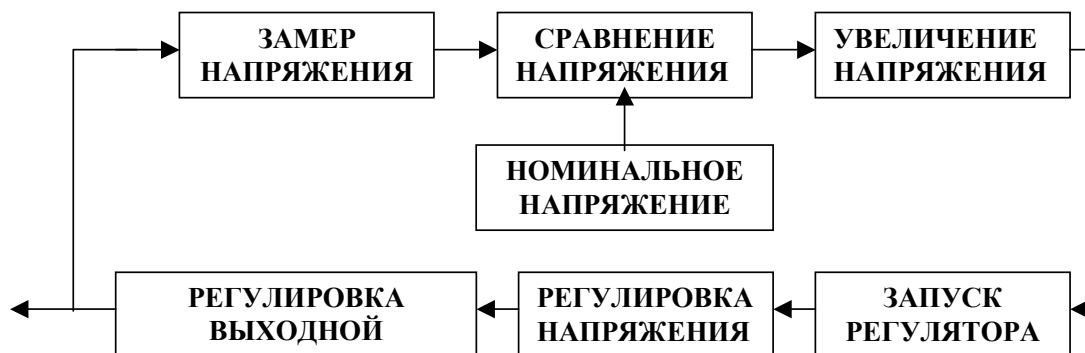 ЗАМЕР
НАПРЯЖЕНИЯ
СРАВНЕНИЕ
НАПРЯЖЕНИЯ
УВЕЛИЧЕНИЕ
НАПРЯЖЕНИЯ
НОМИНАЛЬНОЕ
НАПРЯЖЕНИЕ
РЕГУЛИРОВКА
ВЫХОДНОЙ
РЕГУЛИРОВКА
НАПРЯЖЕНИЯ
ЗАПУСК
РЕГУЛЯТОРА